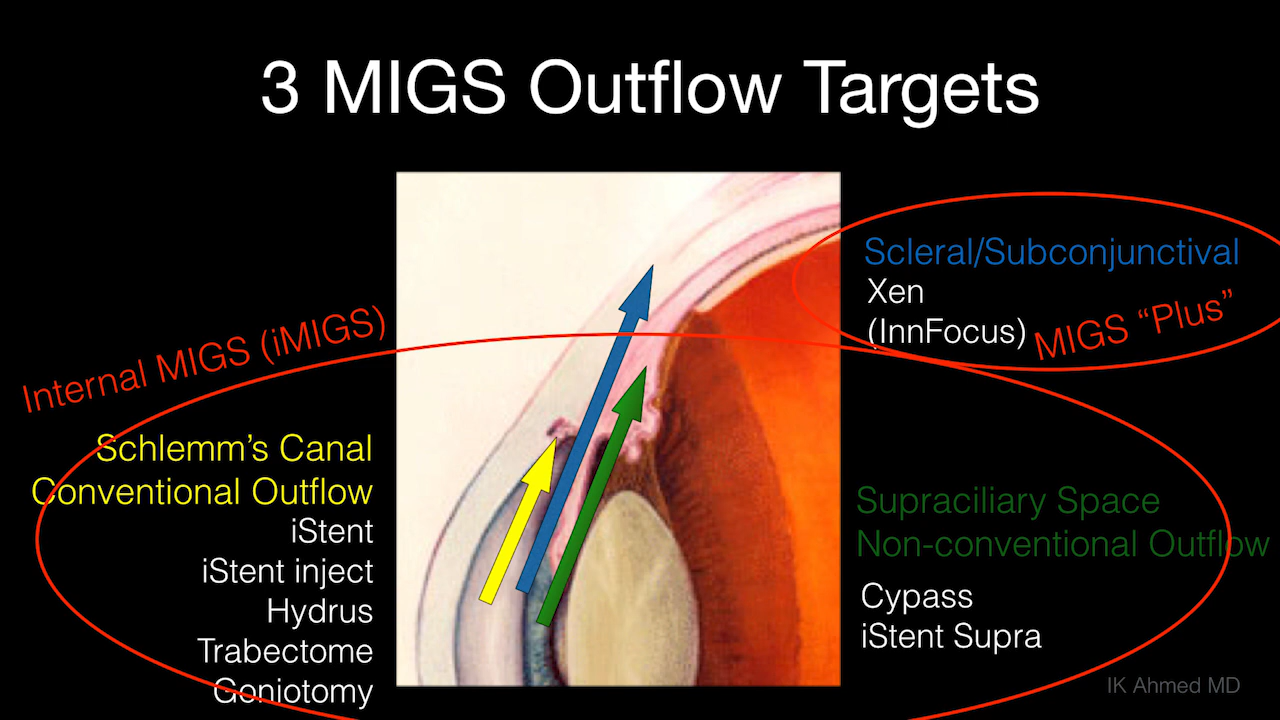 3 MIGS Outflow Targets
Internal MIGS (iMIGS)
Schlemm’s Canal
Conventional Outflow
iStent
iStent inject
Hydrus
Trabectome
Goniotomy
Scleral/Subconjunctival
Xen
(InnFocus)
MIGS “Plus”
Supraciliary Space
Non-conventional Outflow
Cypass
iStent Supra
IK Ahmed MD